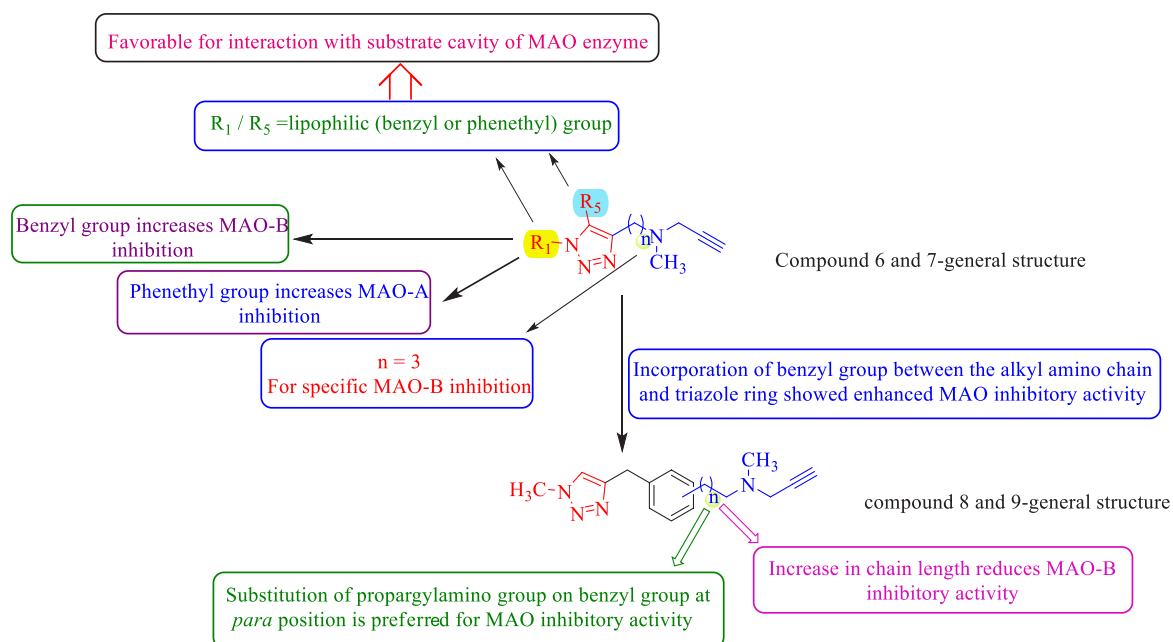 Favorable for interaction with substrate cavity of MAO enzyme
R1 / R5 =lipophilic (benzyl or phenethyl) group
R5
Benzyl group increases MAO-B
inhibition
R1
N
N=N
( )n
N
CH3
Compound 6 and 7-general structure
Phenethyl group increases MAO-A
inhibition
n = 3
For specific MAO-B inhibition
Incorporation of benzyl group between the alkyl amino chain
and triazole ring showed enhanced MAO inhibitory activity
CH3
H3C
N
N=N
( )n
N
compound 8 and 9-general structure
Substitution of propargylamino group on benzyl group at
para position is preferred for MAO inhibitory activity
Increase in chain length reduces MAO-B
inhibitory activity